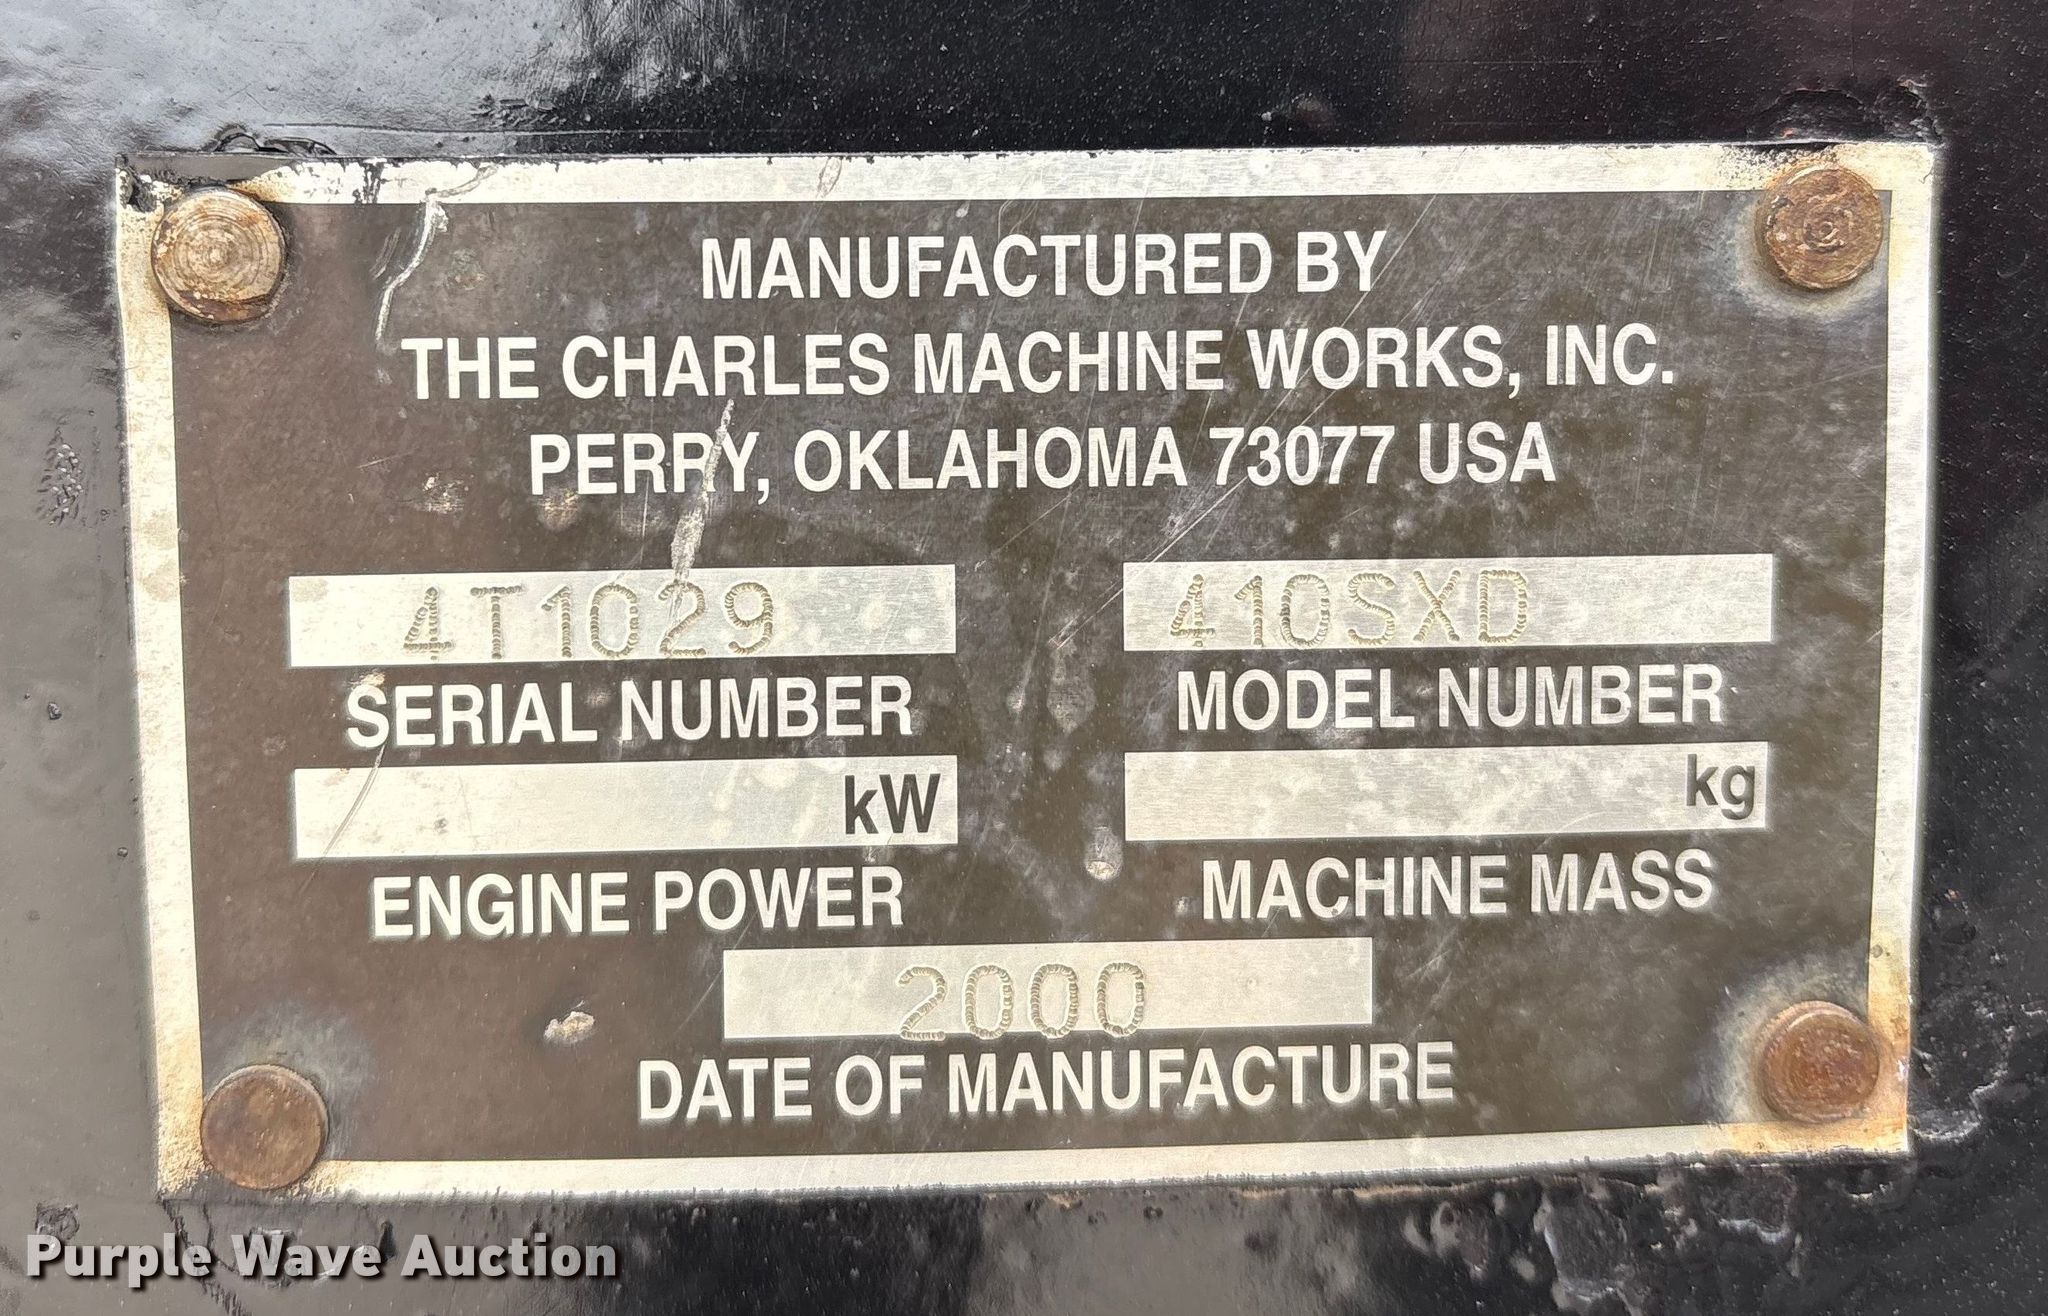 MANUFACTURED BY
THE CHARLES MACHINE WORKS, INC.
PERRY, OKLAHOMA 73077 USA
4T1029 410SXD
SERIAL NUMBER MODEL NUMBER
kW kg
ENGINE POWER MACHINE MASS
2000
DATE OF MANUFACTURE
Purple Wave Auction